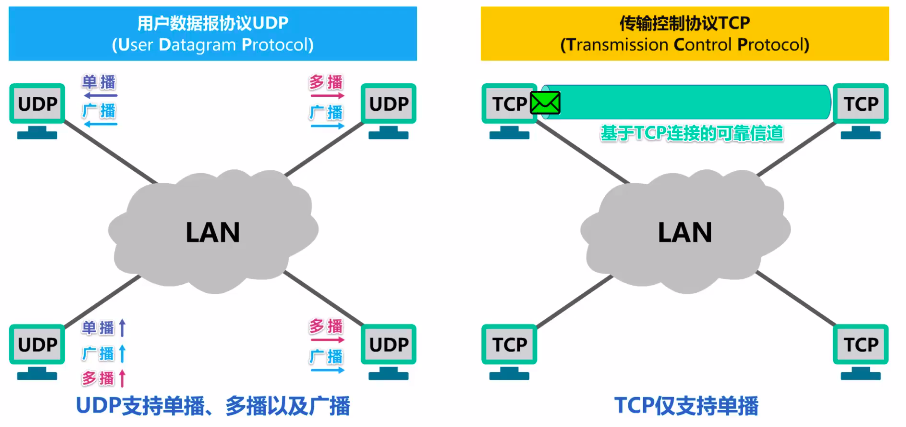 用户数据报协议UDP
(User Datagram Protocol)
单播
广播
UDP
多播
广播
UDP
LAN
UDP
单播
广播
多播
多播
广播
UDP
UDP支持单播、多播以及广播
传输控制协议TCP
(Transmission Control Protocol)
TCP
TCP
基于TCP连接的可靠信道
LAN
TCP
TCP
TCP仅支持单播